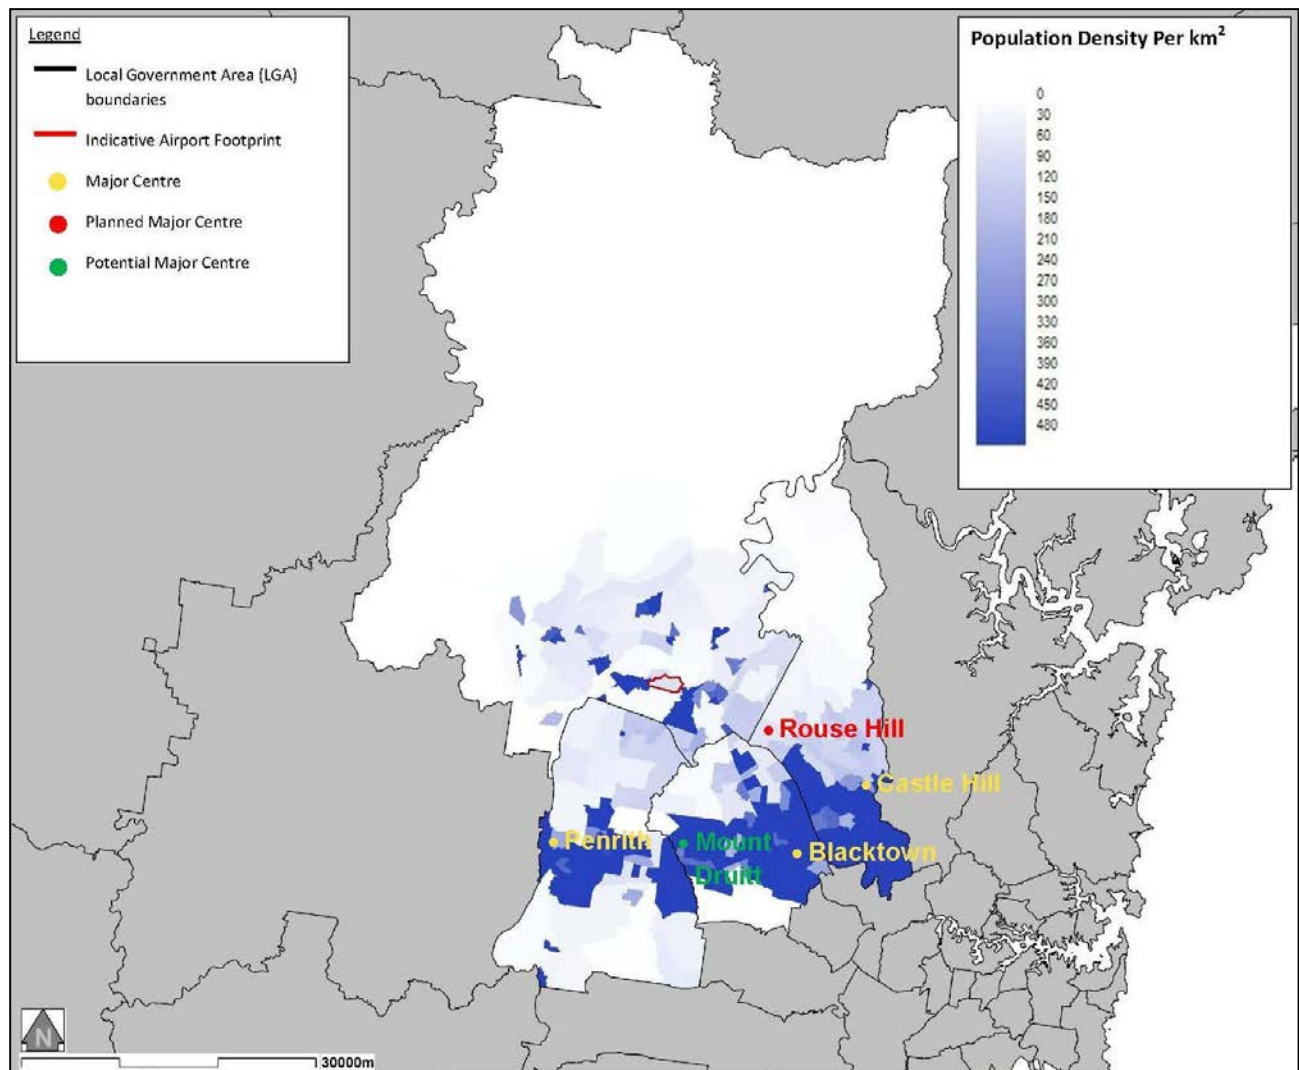 Legend
Local Government Area (LGA)
boundaries
Indicative Airport Footprint
Major Centre
Planned Major Centre
Potential Major Centre
Population Density Per km²
0
30
60
90
120
150
180
210
240
270
300
330
360
390
420
450
480
Rouse Hill
Castle Hill
Penrith
Mount
Druitt
Blacktown
N
30000m